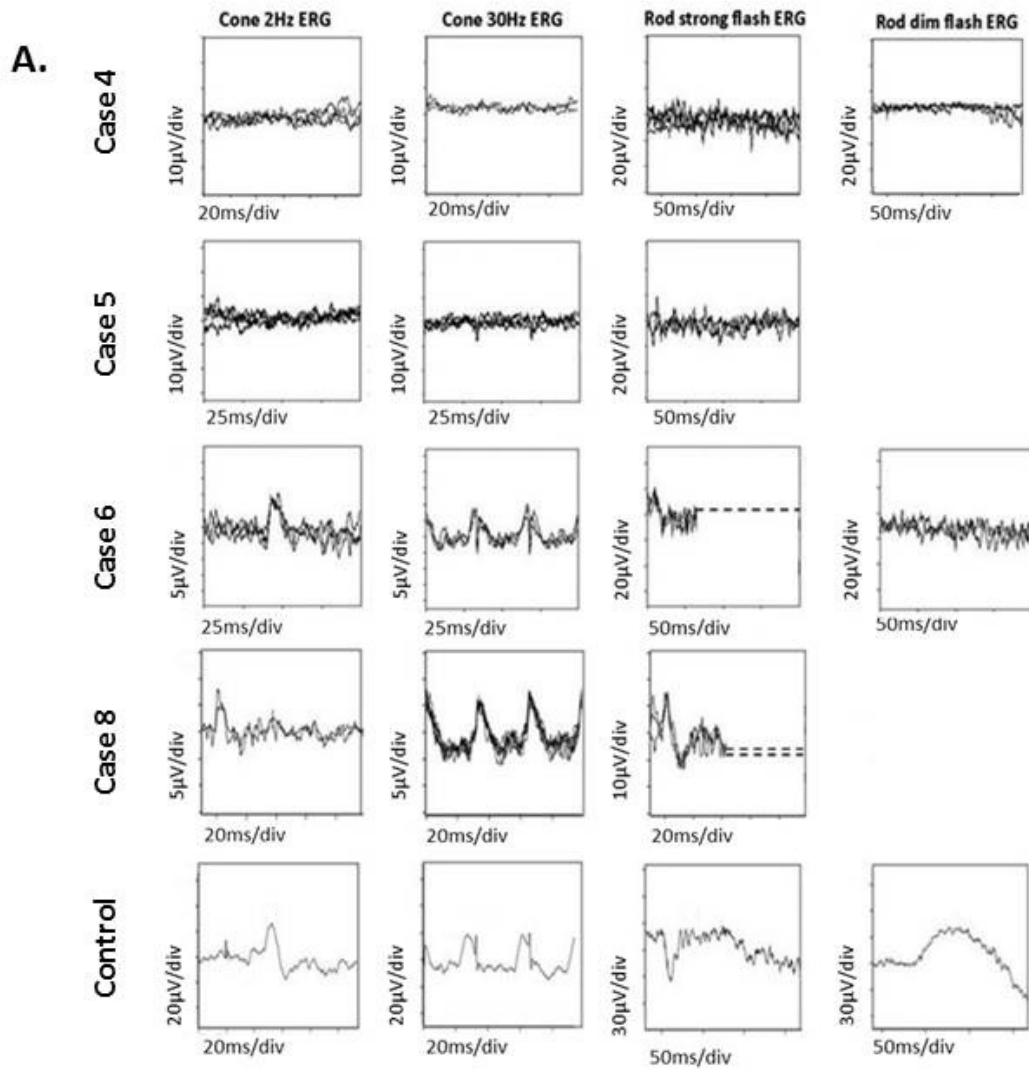 Cone 2Hz ERG Cone 30Hz ERG Rod strong flash ERG Rod dim flash ERG
A.
Case 4
10µV/div 10µV/div 20µV/div 20µV/div
20ms/div 20ms/div 50ms/div 50ms/div
Case 5
10µV/div 10µV/div 20µV/div
25ms/div 25ms/div 50ms/div
Case 6
5µV/div 5µV/div 20µV/div 20µV/div
25ms/div 25ms/div 50ms/div 50ms/div
Case 8
5µV/div 5µV/div 10µV/div
20ms/div 20ms/div 20ms/div
Control
20µV/div 20µV/div 30µV/div 30µV/div
20ms/div 20ms/div 50ms/div 50ms/div